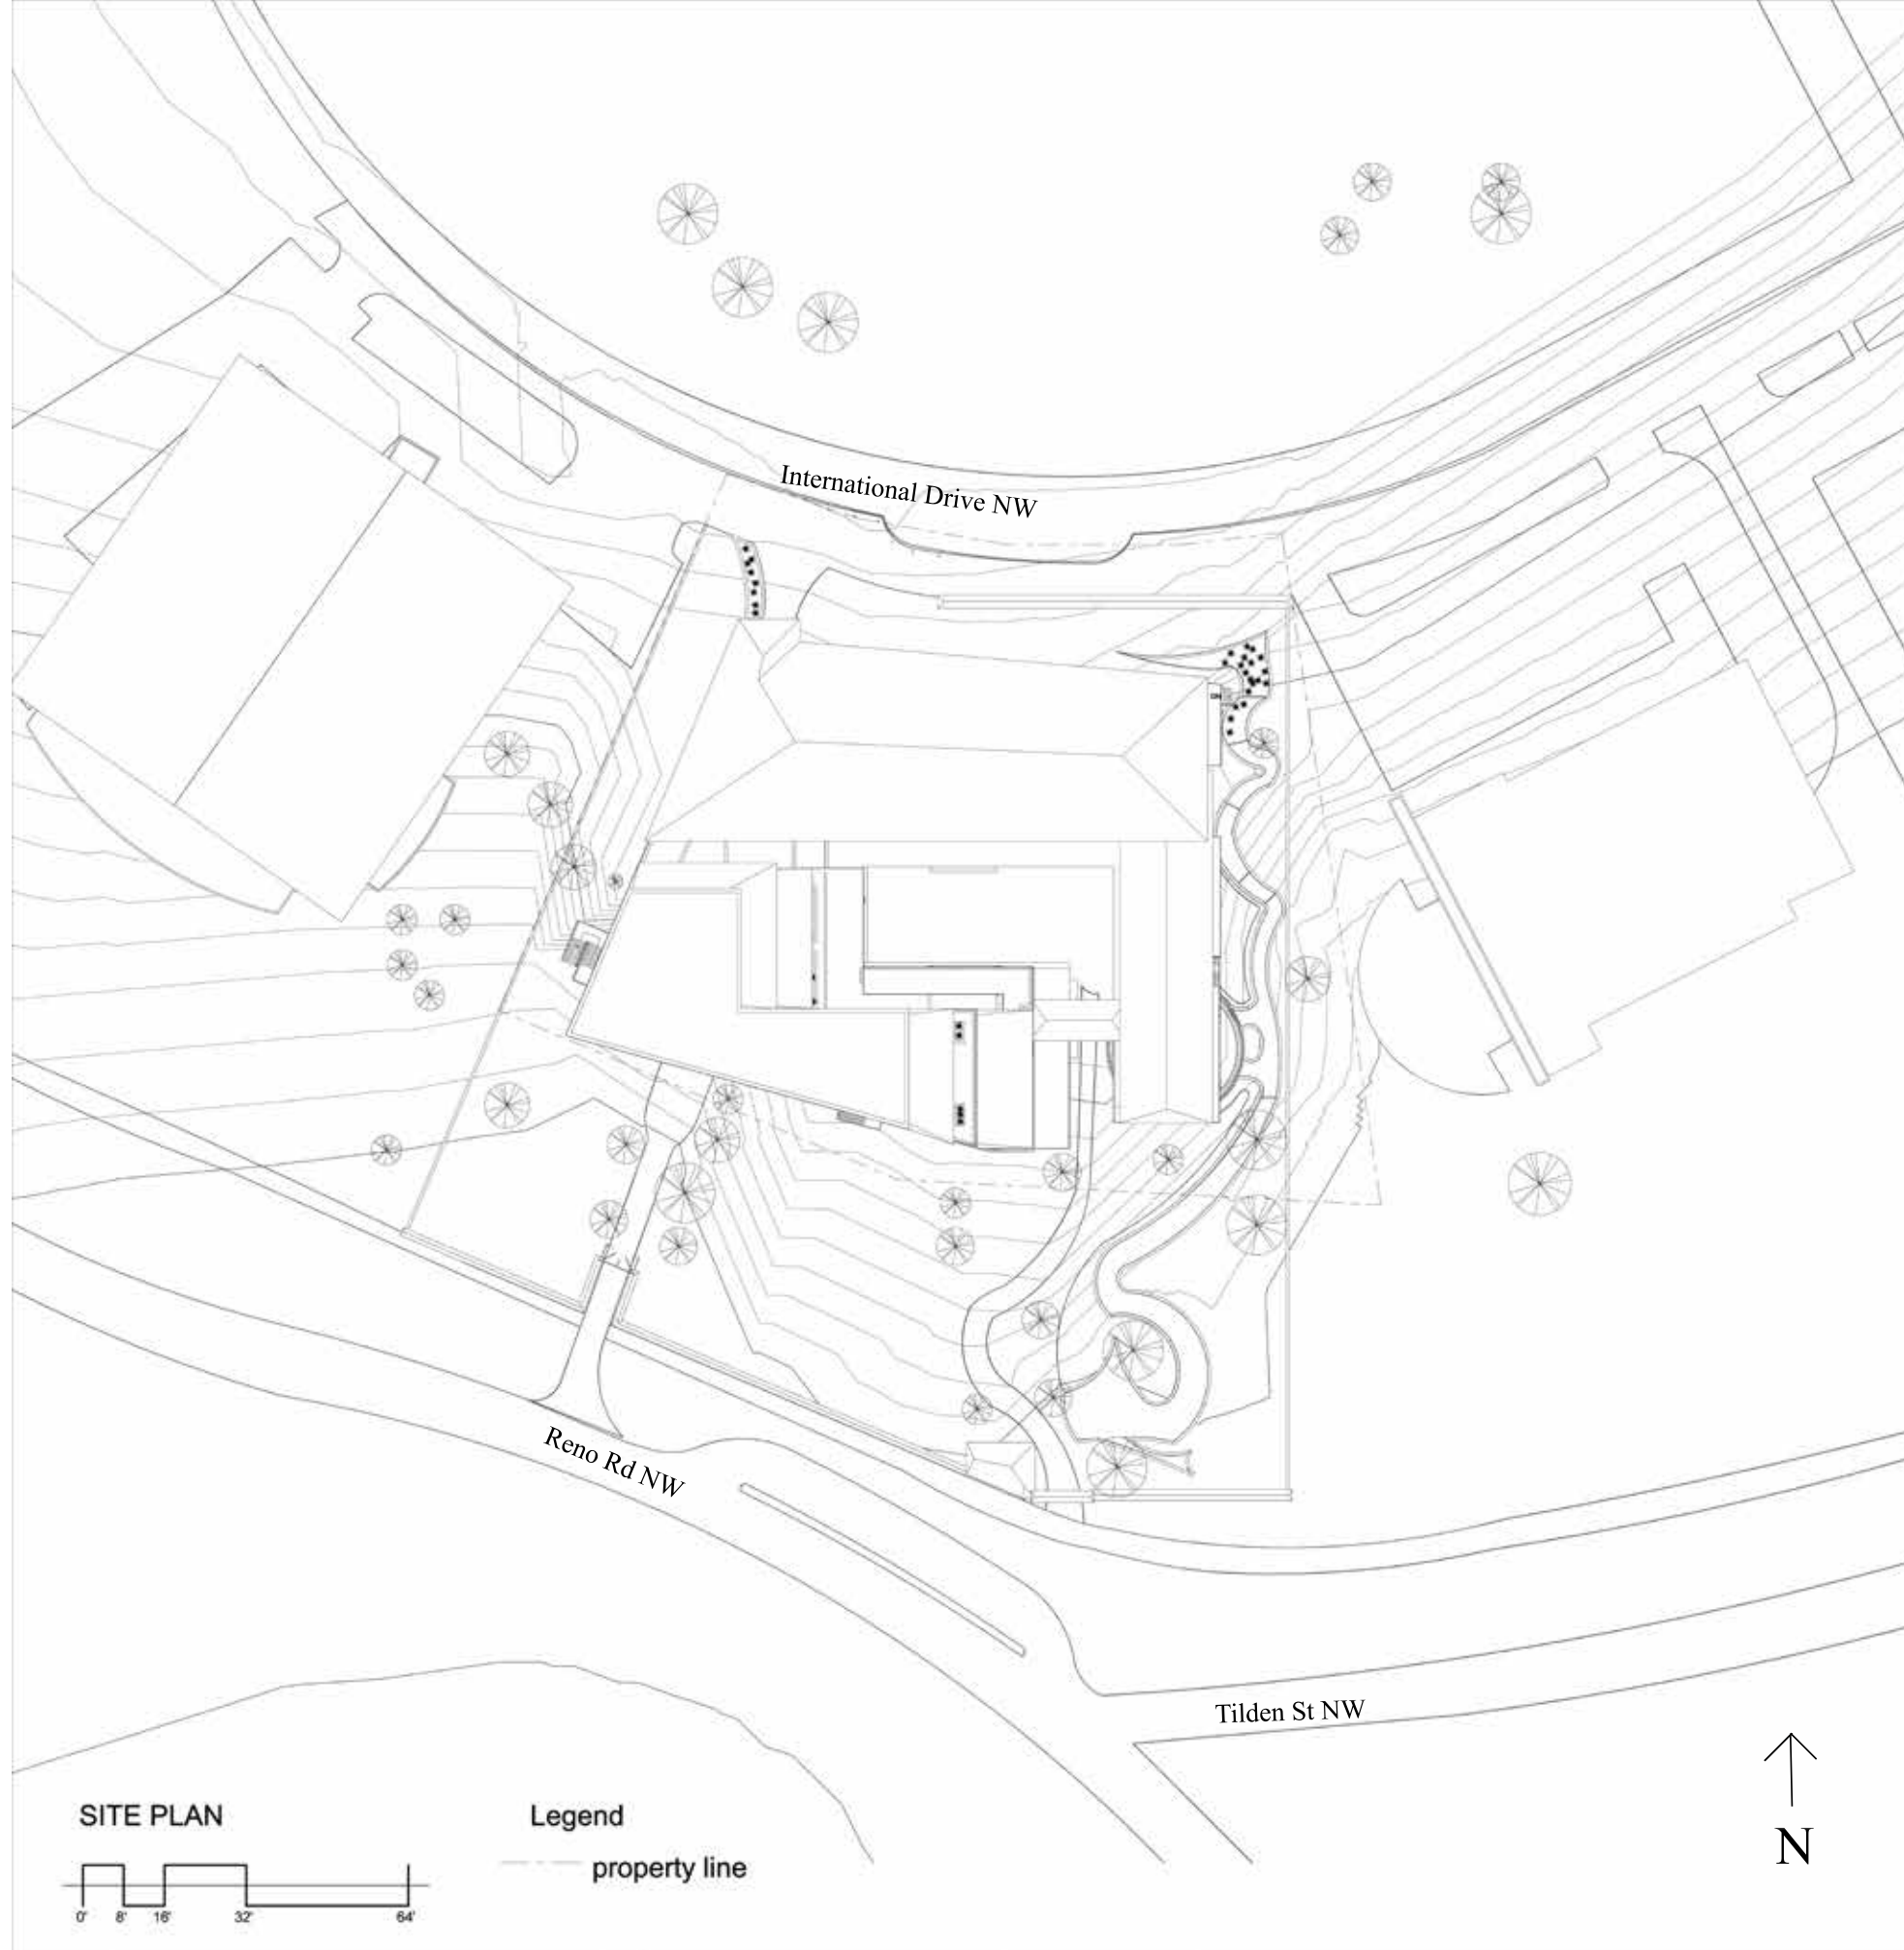 International Drive NW
Reno Rd NW
Tilden St NW
SITE PLAN
Legend
property line
0' 8' 16' 32' 64'
N